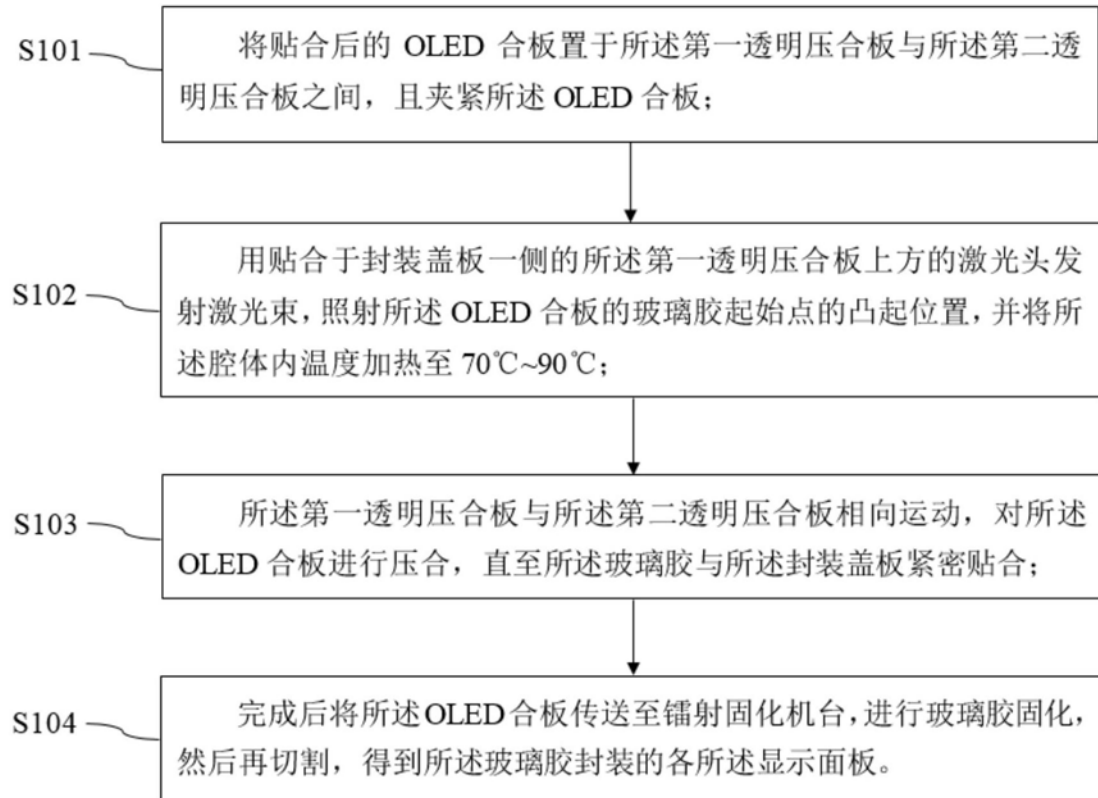 S101
将贴合后的 OLED 合板置于所述第一透明压合板与所述第二透
明压合板之间，且夹紧所述 OLED 合板；
S102
用贴合于封装盖板一侧的所述第一透明压合板上方的激光头发
射激光束，照射所述 OLED 合板的玻璃胶起始点的凸起位置，并将所
述腔体内温度加热至 70℃~90℃；
S103
所述第一透明压合板与所述第二透明压合板相向运动，对所述
OLED 合板进行压合，直至所述玻璃胶与所述封装盖板紧密贴合；
S104
完成后将所述OLED合板传送至镭射固化机台，进行玻璃胶固化，
然后再切割，得到所述玻璃胶封装的各所述显示面板。